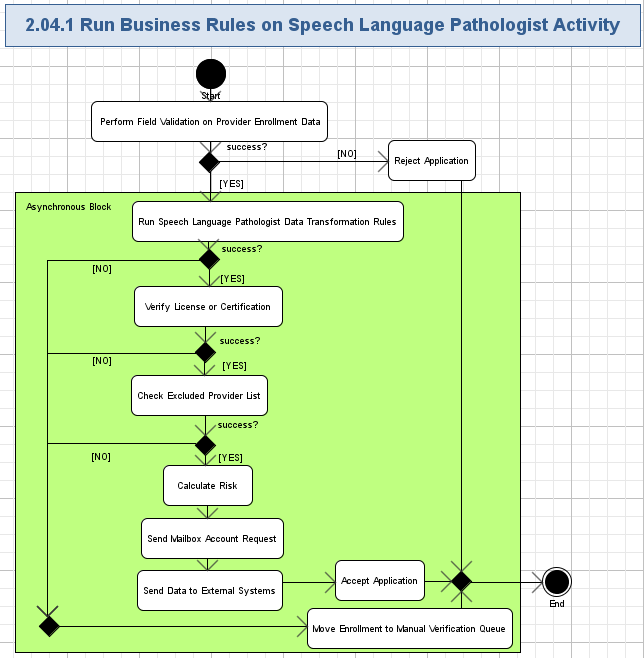 2.04.1 Run Business Rules on Speech Language Pathologist Activity
Start
Perform Field Validation on Provider Enrollment Data
success?
[NO]
Reject Application
[YES]
Asynchronous Block
Run Speech Language Pathologist Data Transformation Rules
success?
[NO]
[YES]
Verify License or Certification
success?
[NO]
[YES]
Check Excluded Provider List
success?
[NO]
[YES]
Calculate Risk
Send Mailbox Account Request
Send Data to External Systems
Accept Application
End
Move Enrollment to Manual Verification Queue